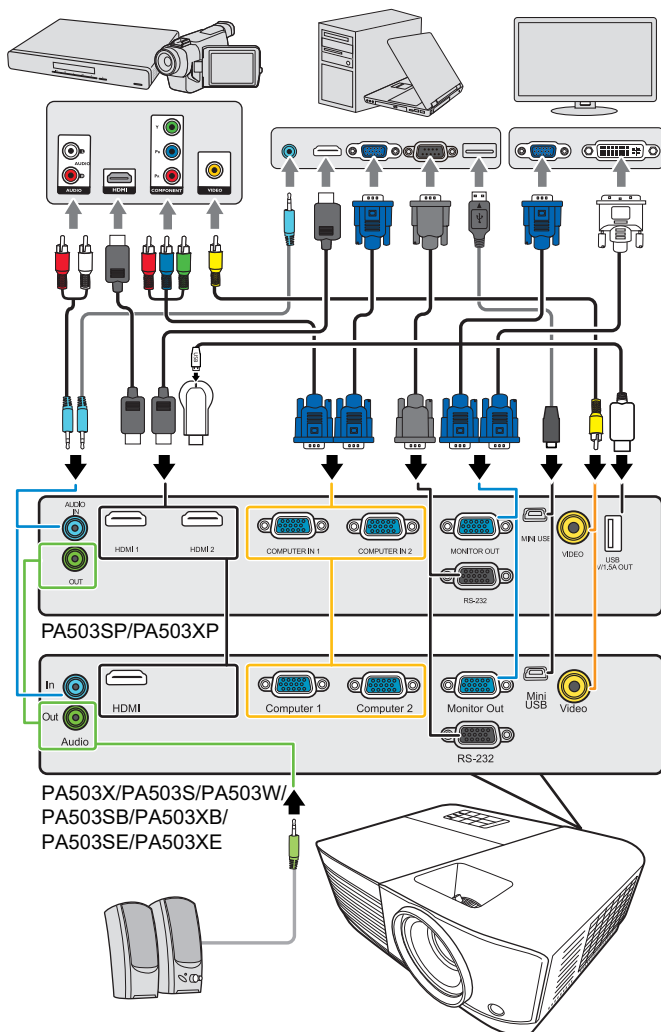 Y
AUDIO
PB
PR
AUDIO
HDMI
COMPONENT
VIDEO
USB
AUDIO
IN
OUT
HDMI 1
HDMI 2
COMPUTER IN 1
COMPUTER IN 2
MONITOR OUT
RS-232
MINI USB
VIDEO
USB
V/1.5A OUT
PA503SP/PA503XP
In
Out
Audio
HDMI
Computer 1
Computer 2
Monitor Out
RS-232
Mini
USB
Video
PA503X/PA503S/PA503W/
PA503SB/PA503XB/
PA503SE/PA503XE